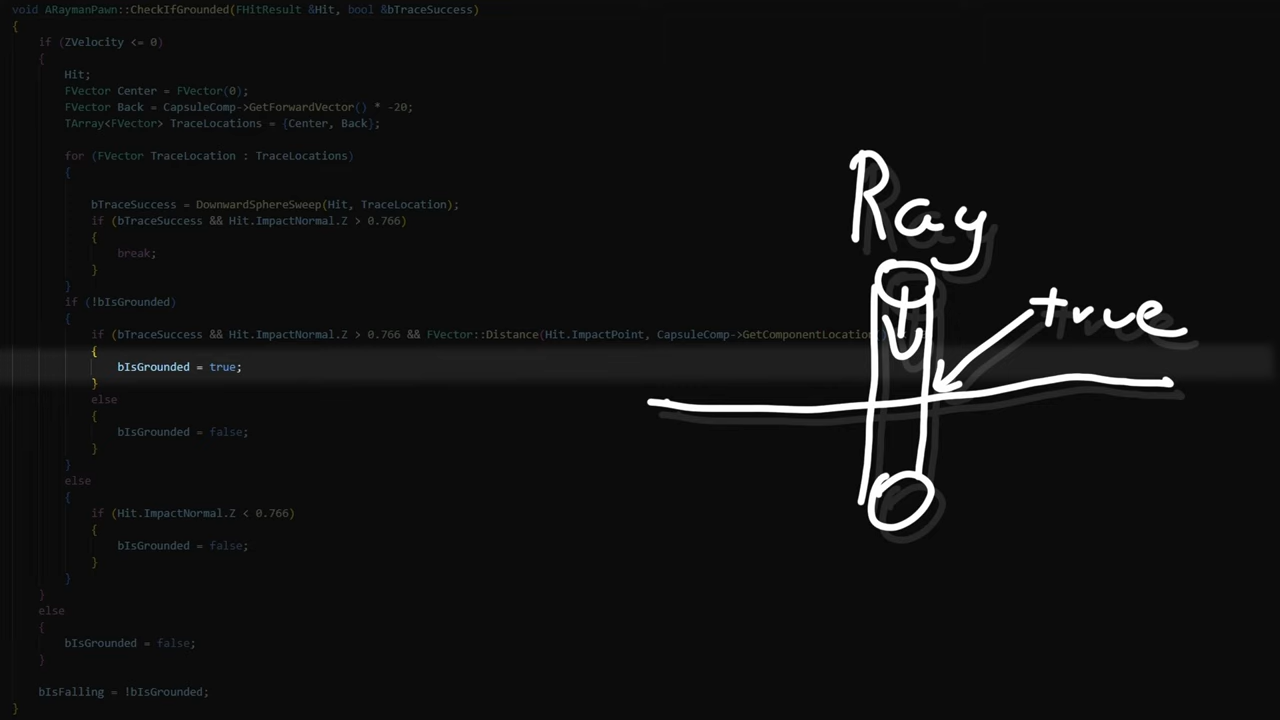 void ARaymanPawn::CheckIfGrounded(FHitResult &Hit, bool &bTraceSuccess)
{
if (ZVelocity <= 0)
{
Hit;
FVector Center = FVector(0);
FVector Back = CapsuleComp->GetForwardVector() * -20;
TArray<FVector> TraceLocations = {Center, Back};
for (FVector TraceLocation : TraceLocations)
{
bTraceSuccess = DownwardSphereSweep(Hit, TraceLocation);
if (bTraceSuccess && Hit.ImpactNormal.Z > 0.766)
{
break;
}
}
if (!bIsGrounded)
{
if (bTraceSuccess && Hit.ImpactNormal.Z > 0.766 && FVector::Distance(Hit.ImpactPoint, CapsuleComp->GetComponentLocation
{
bIsGrounded = true;
}
else
{
bIsGrounded = false;
}
}
else
{
if (Hit.ImpactNormal.Z < 0.766)
{
bIsGrounded = false;
}
}
}
else
{
bIsGrounded = false;
}
bIsFalling = !bIsGrounded;
}
Ray
true